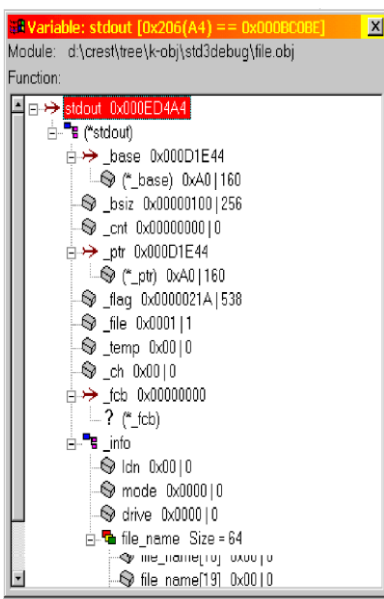 Variable: stdout [0x206(A4) == 0x000BC0BE]
Module: d:\crest\tree\k-obj\std3debug\file.obj
Function:
stdout 0x000ED4A4
(*stdout)
_base 0x000D1E44
(*_base) 0xA0|160
_bsiz 0x00000100|256
_cnt 0x00000000|0
_ptr 0x000D1E44
(*_ptr) 0xA0|160
_flag 0x0000021A|538
_file 0x0001|1
_temp 0x00|0
_ch 0x00|0
_fcb 0x00000000
? (*_fcb)
_info
ldn 0x00|0
mode 0x0000|0
drive 0x0000|0
file_name Size = 64
file_name[19] 0x00|0